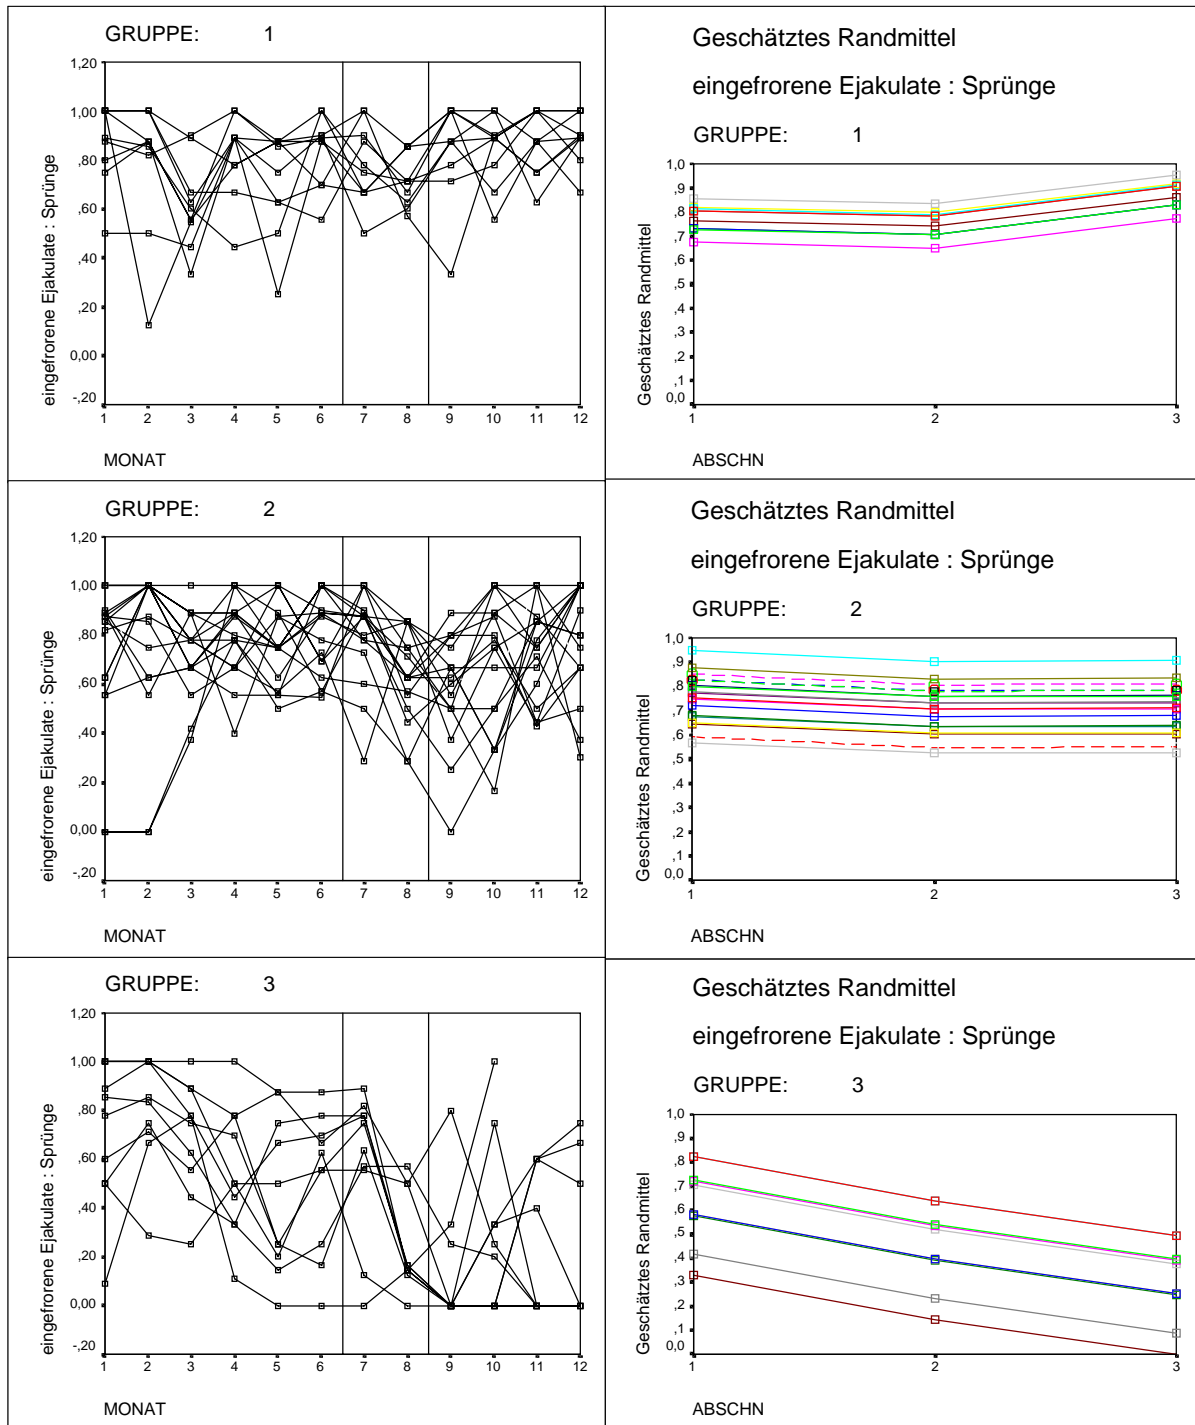 GRUPPE: 1
eingefrorene Ejakulate : Sprünge
1,20
1,00
,80
,60
,40
,20
0,00
-,20
1 2 3 4 5 6 7 8 9 10 11 12
MONAT
Geschätztes Randmittel
eingefrorene Ejakulate : Sprünge
GRUPPE: 1
Geschätztes Randmittel
1,0
,9
,8
,7
,6
,5
,4
,3
,2
,1
0,0
1 2 3
ABSCHN
GRUPPE: 2
eingefrorene Ejakulate : Sprünge
1,20
1,00
,80
,60
,40
,20
0,00
-,20
1 2 3 4 5 6 7 8 9 10 11 12
MONAT
Geschätztes Randmittel
eingefrorene Ejakulate : Sprünge
GRUPPE: 2
Geschätztes Randmittel
1,0
,9
,8
,7
,6
,5
,4
,3
,2
,1
0,0
1 2 3
ABSCHN
GRUPPE: 3
eingefrorene Ejakulate : Sprünge
1,20
1,00
,80
,60
,40
,20
0,00
-,20
1 2 3 4 5 6 7 8 9 10 11 12
MONAT
Geschätztes Randmittel
eingefrorene Ejakulate : Sprünge
GRUPPE: 3
Geschätztes Randmittel
1,0
,9
,8
,7
,6
,5
,4
,3
,2
,1
0,0
1 2 3
ABSCHN